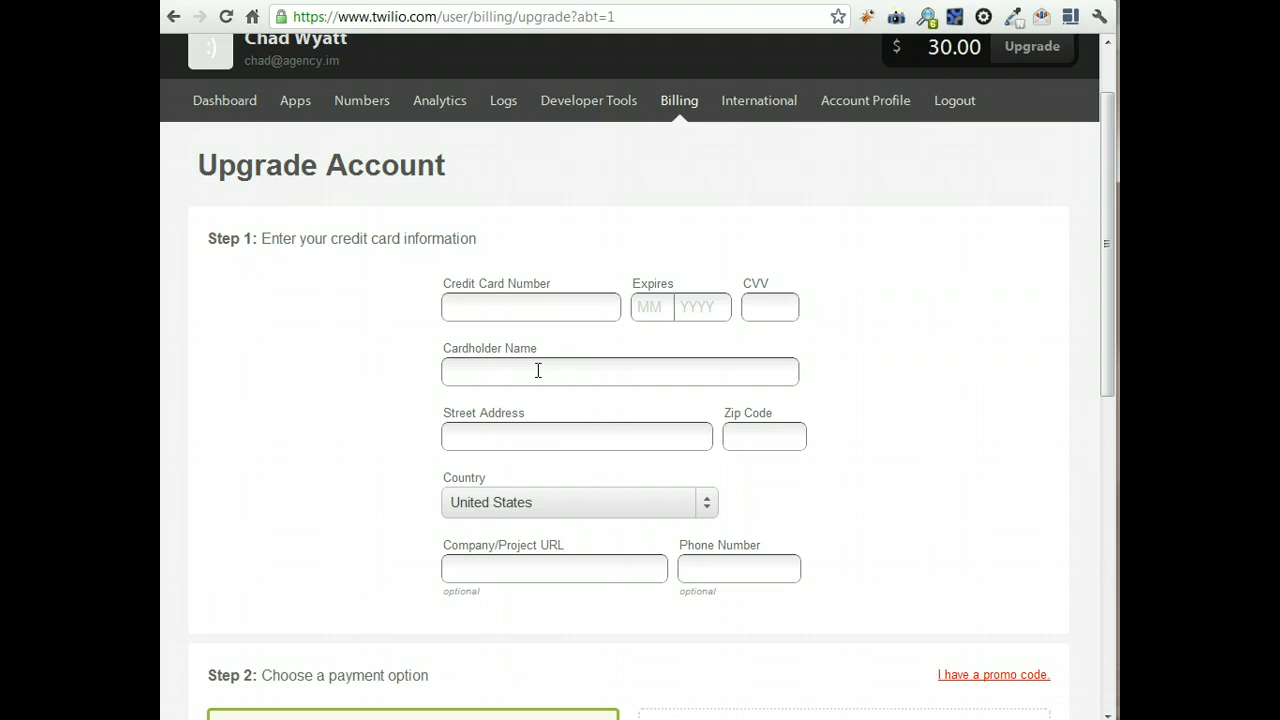 https://www.twilio.com/user/billing/upgrade?abt=1
:)
Chad Wyatt
chad@agency.im
$ 30.00 Upgrade
Dashboard Apps Numbers Analytics Logs Developer Tools Billing International Account Profile Logout
Upgrade Account
Step 1: Enter your credit card information
Credit Card Number Expires CVV
MM YYYY
Cardholder Name
Street Address Zip Code
Country
United States
Company/Project URL Phone Number
optional optional
Step 2: Choose a payment option I have a promo code.